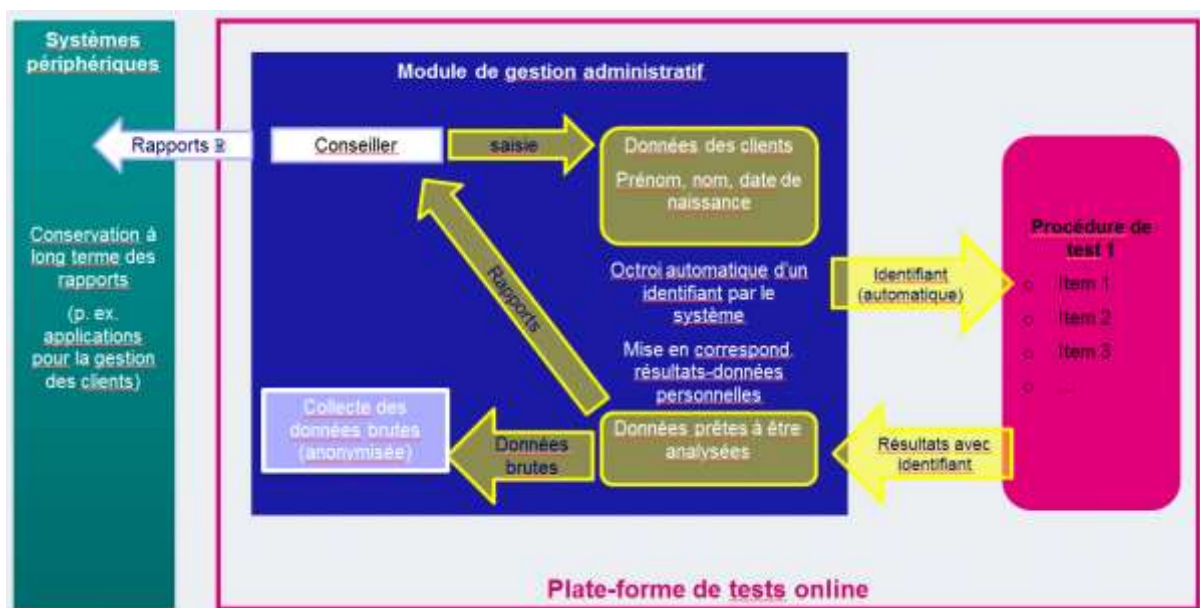 Systèmes
périphériques
Conservation à
long terme des
rapports
(p. ex.
applications
pour la gestion
des clients)
Module de gestion administratif
Rapports
Conseiller
saisie
Données des clients
Prénom, nom, date de
naissance
Octroi automatique d'un
identifiant par le
système
Mise en correspond.
résultats-données
personnelles
Identifiant
(automatique)
Procédure de
test 1
o Item 1
o Item 2
o Item 3
o ...
Rapports
Collecte des
données brutes
(anonymisée)
Données
brutes
Données prêtes à être
analysées
Résultats avec
identifiant
Plate-forme de tests online